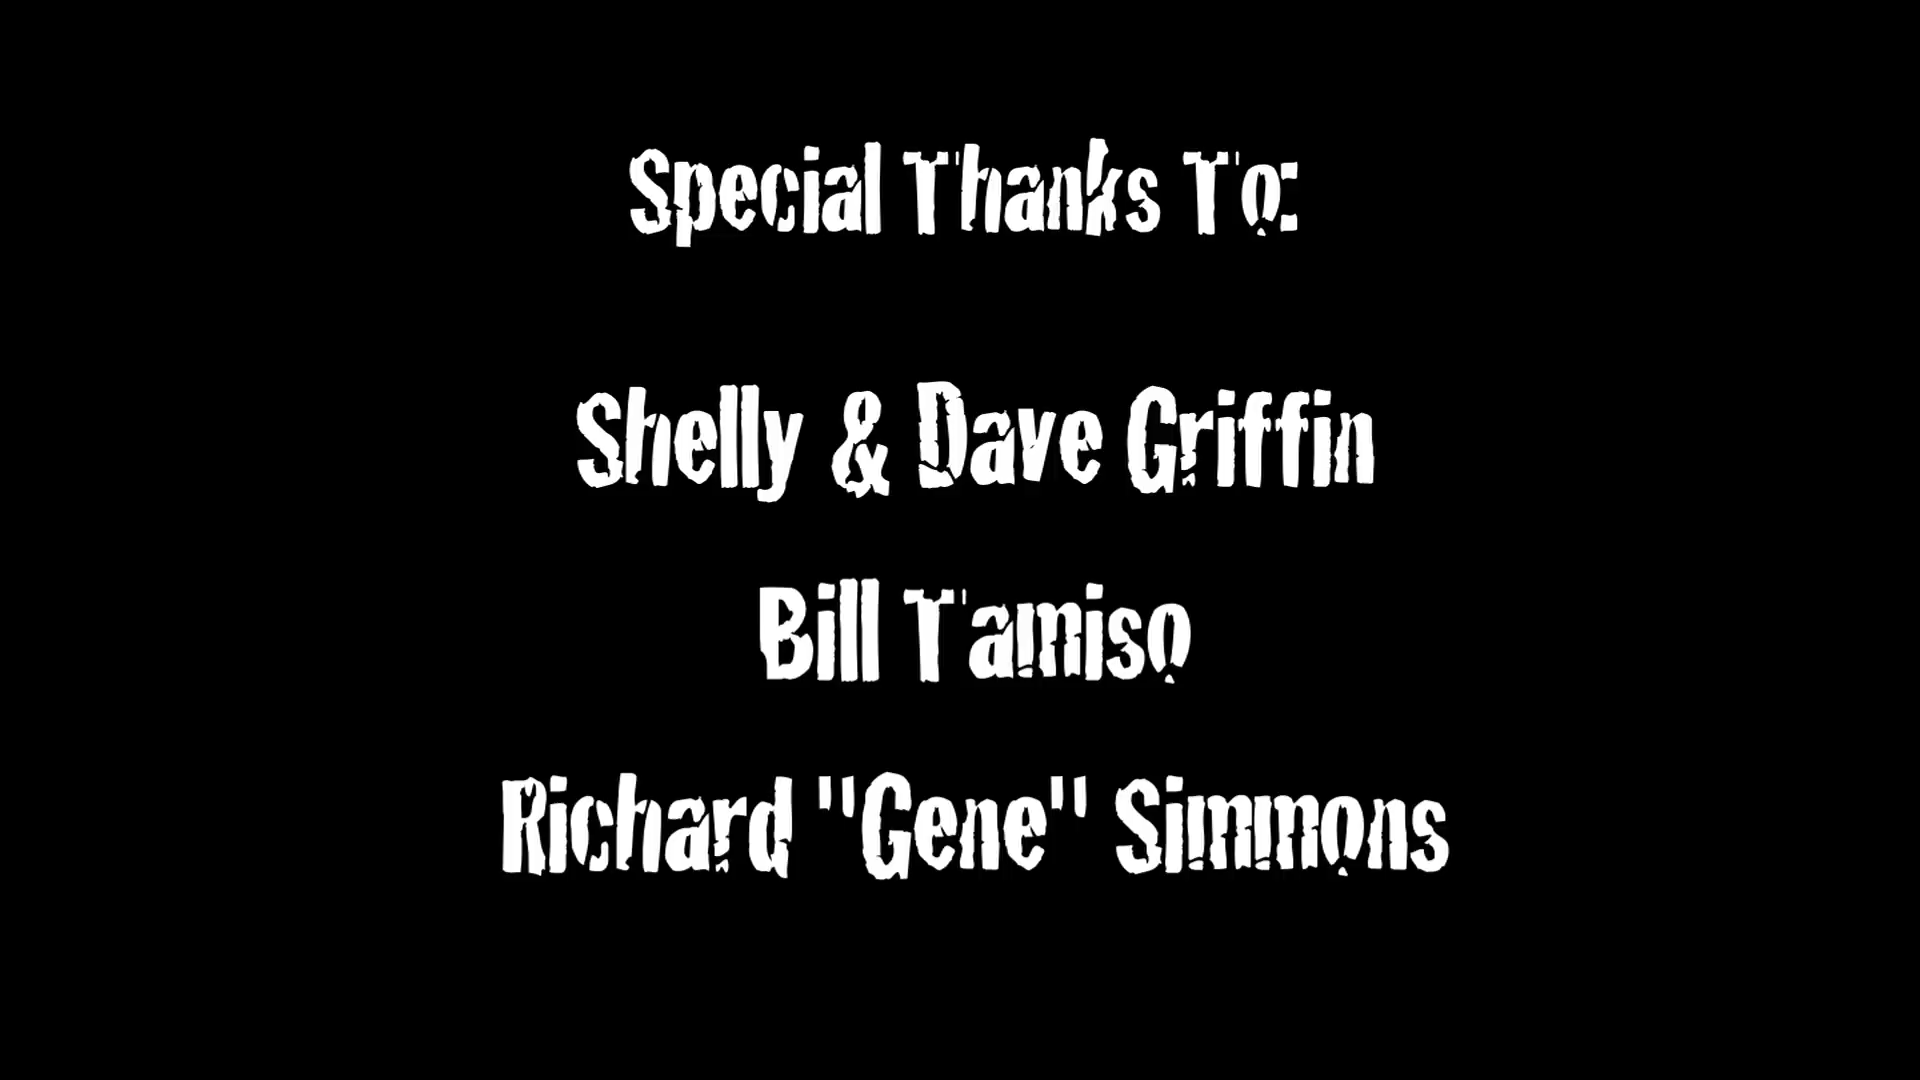 Special Thanks To:
Shelly & Dave Griffin
Bill Tamiso
Richard "Gene" Simmons